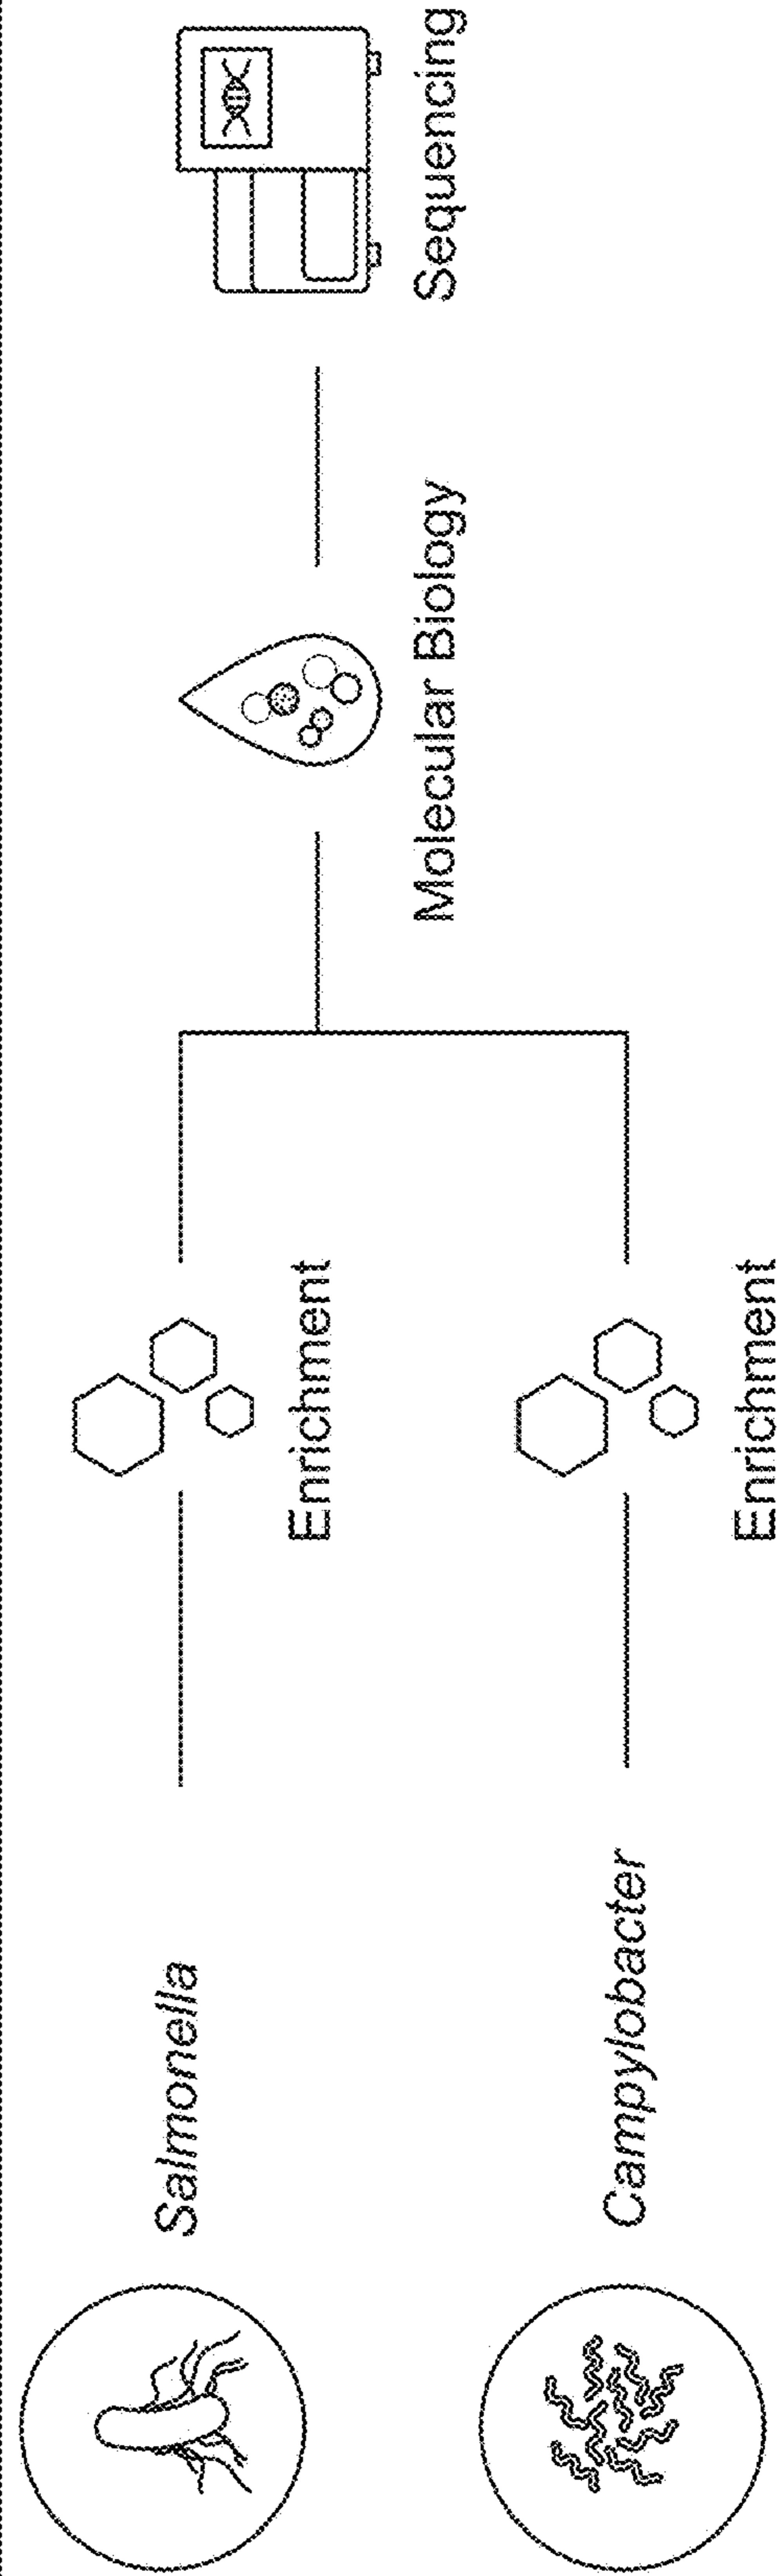 Salmonella
Enrichment
Campylobacter
Enrichment
Molecular Biology
Sequencing